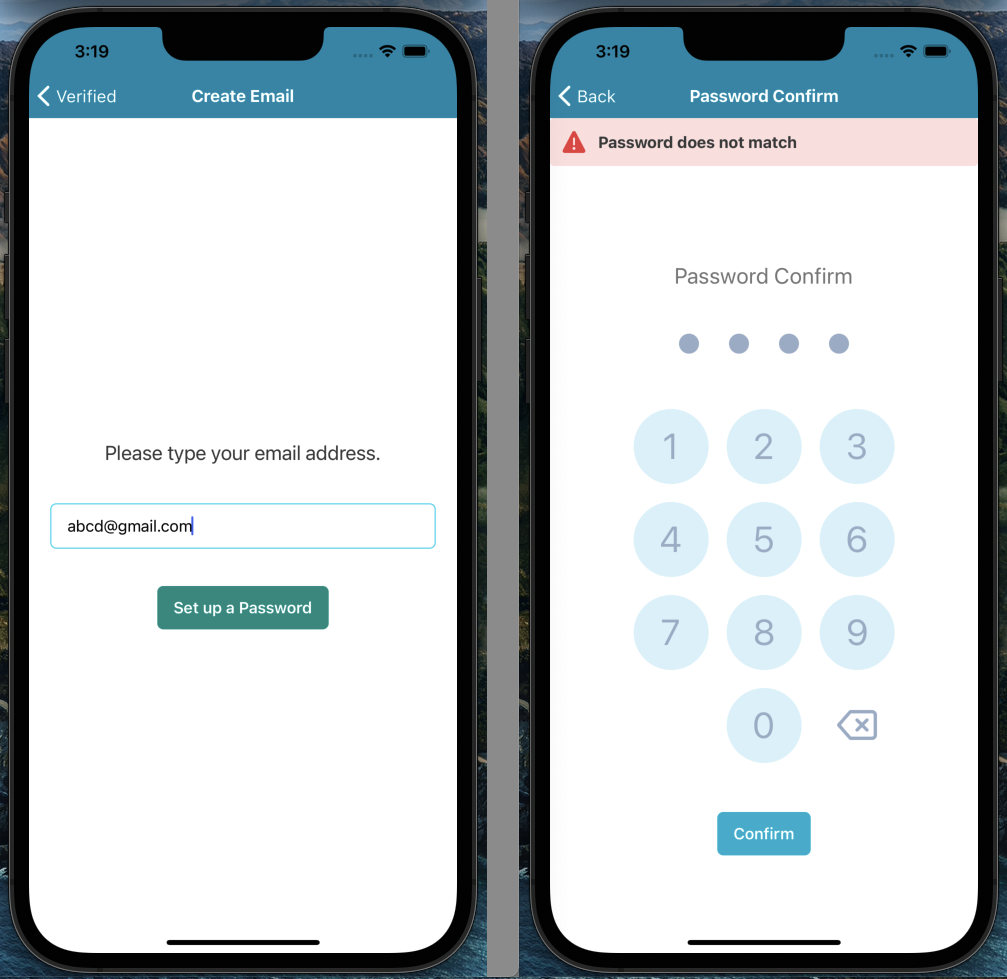 3:19
Verified
Create Email
Please type your email address.
abcd@gmail.com
Set up a Password
3:19
Back
Password Confirm
Password does not match
Password Confirm
1 2 3
4 5 6
7 8 9
0
Confirm